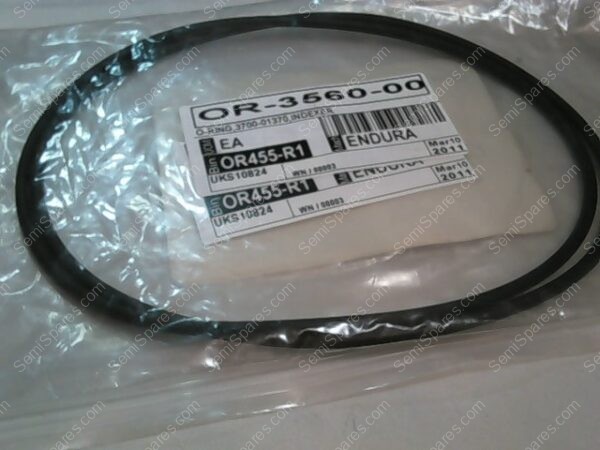 OR-3560-00
O-RING,3700-01370,INDEXER
EA ENDURA
Bin OR455-R1 Mar10 2011
UKS10824 WN / 00003
Bin OR455-R1 ENDURA Mar10 2011
UKS10824 WN / 00003
SemiSpares.com